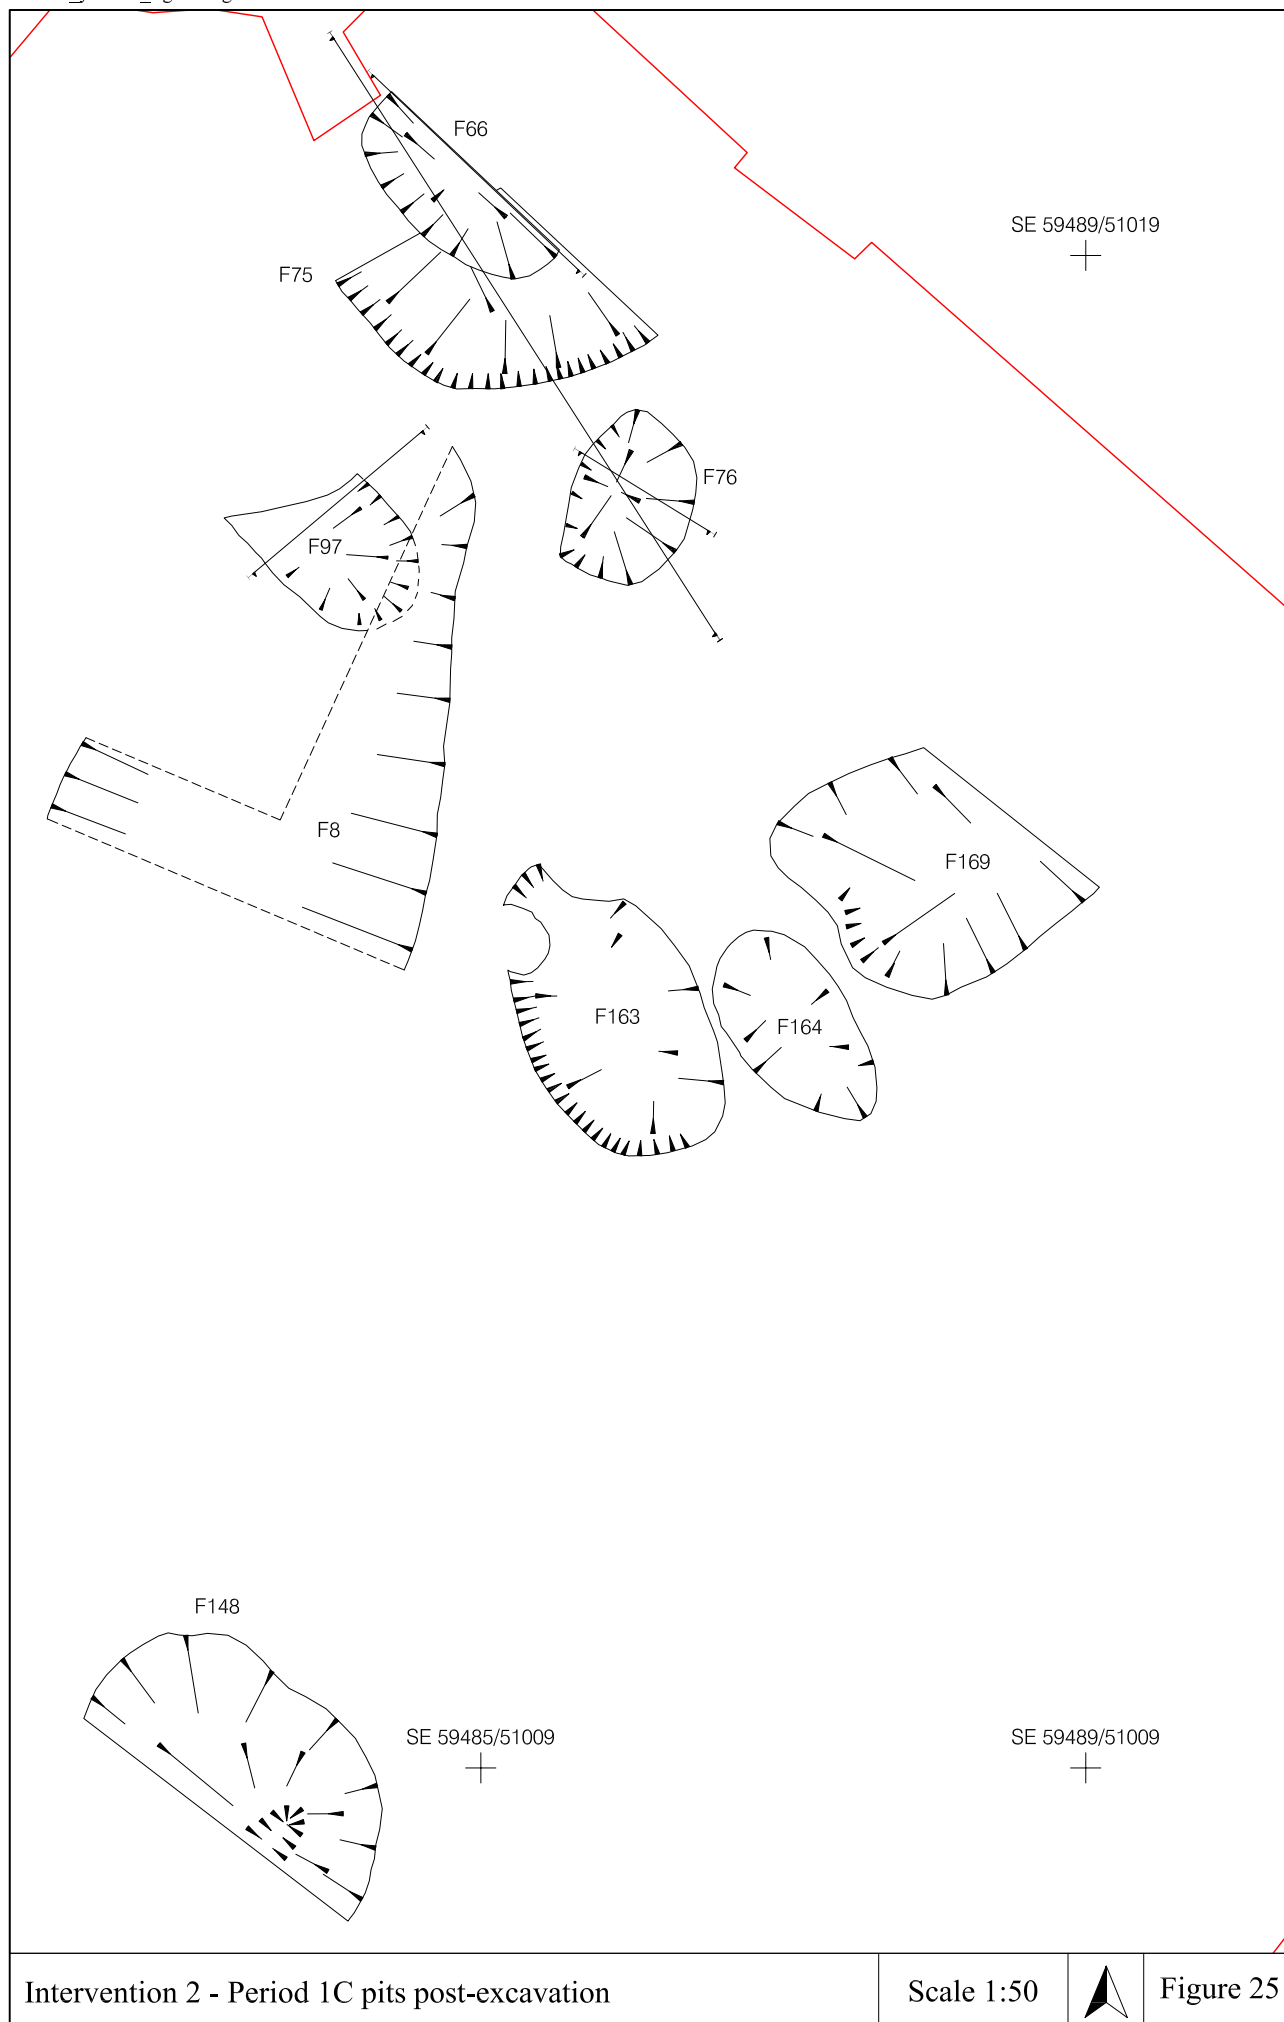 F66
SE 59489/51019
F75
F76
F97
F8
F169
F163
F164
F148
SE 59485/51009
SE 59489/51009
Intervention 2 - Period 1C pits post-excavation
Scale 1:50
Figure 25